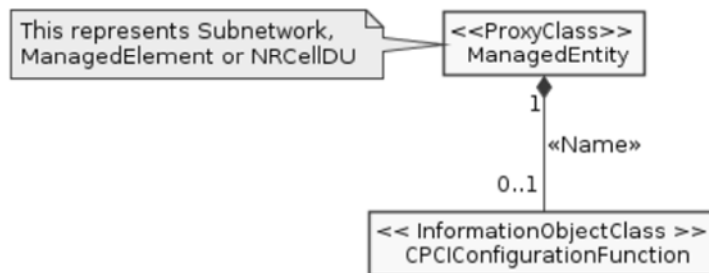 This represents Subnetwork,
ManagedElement or NRCellDU
<<ProxyClass>>
ManagedEntity
1
«Name»
0..1
<< InformationObjectClass >>
CPCIConfigurationFunction